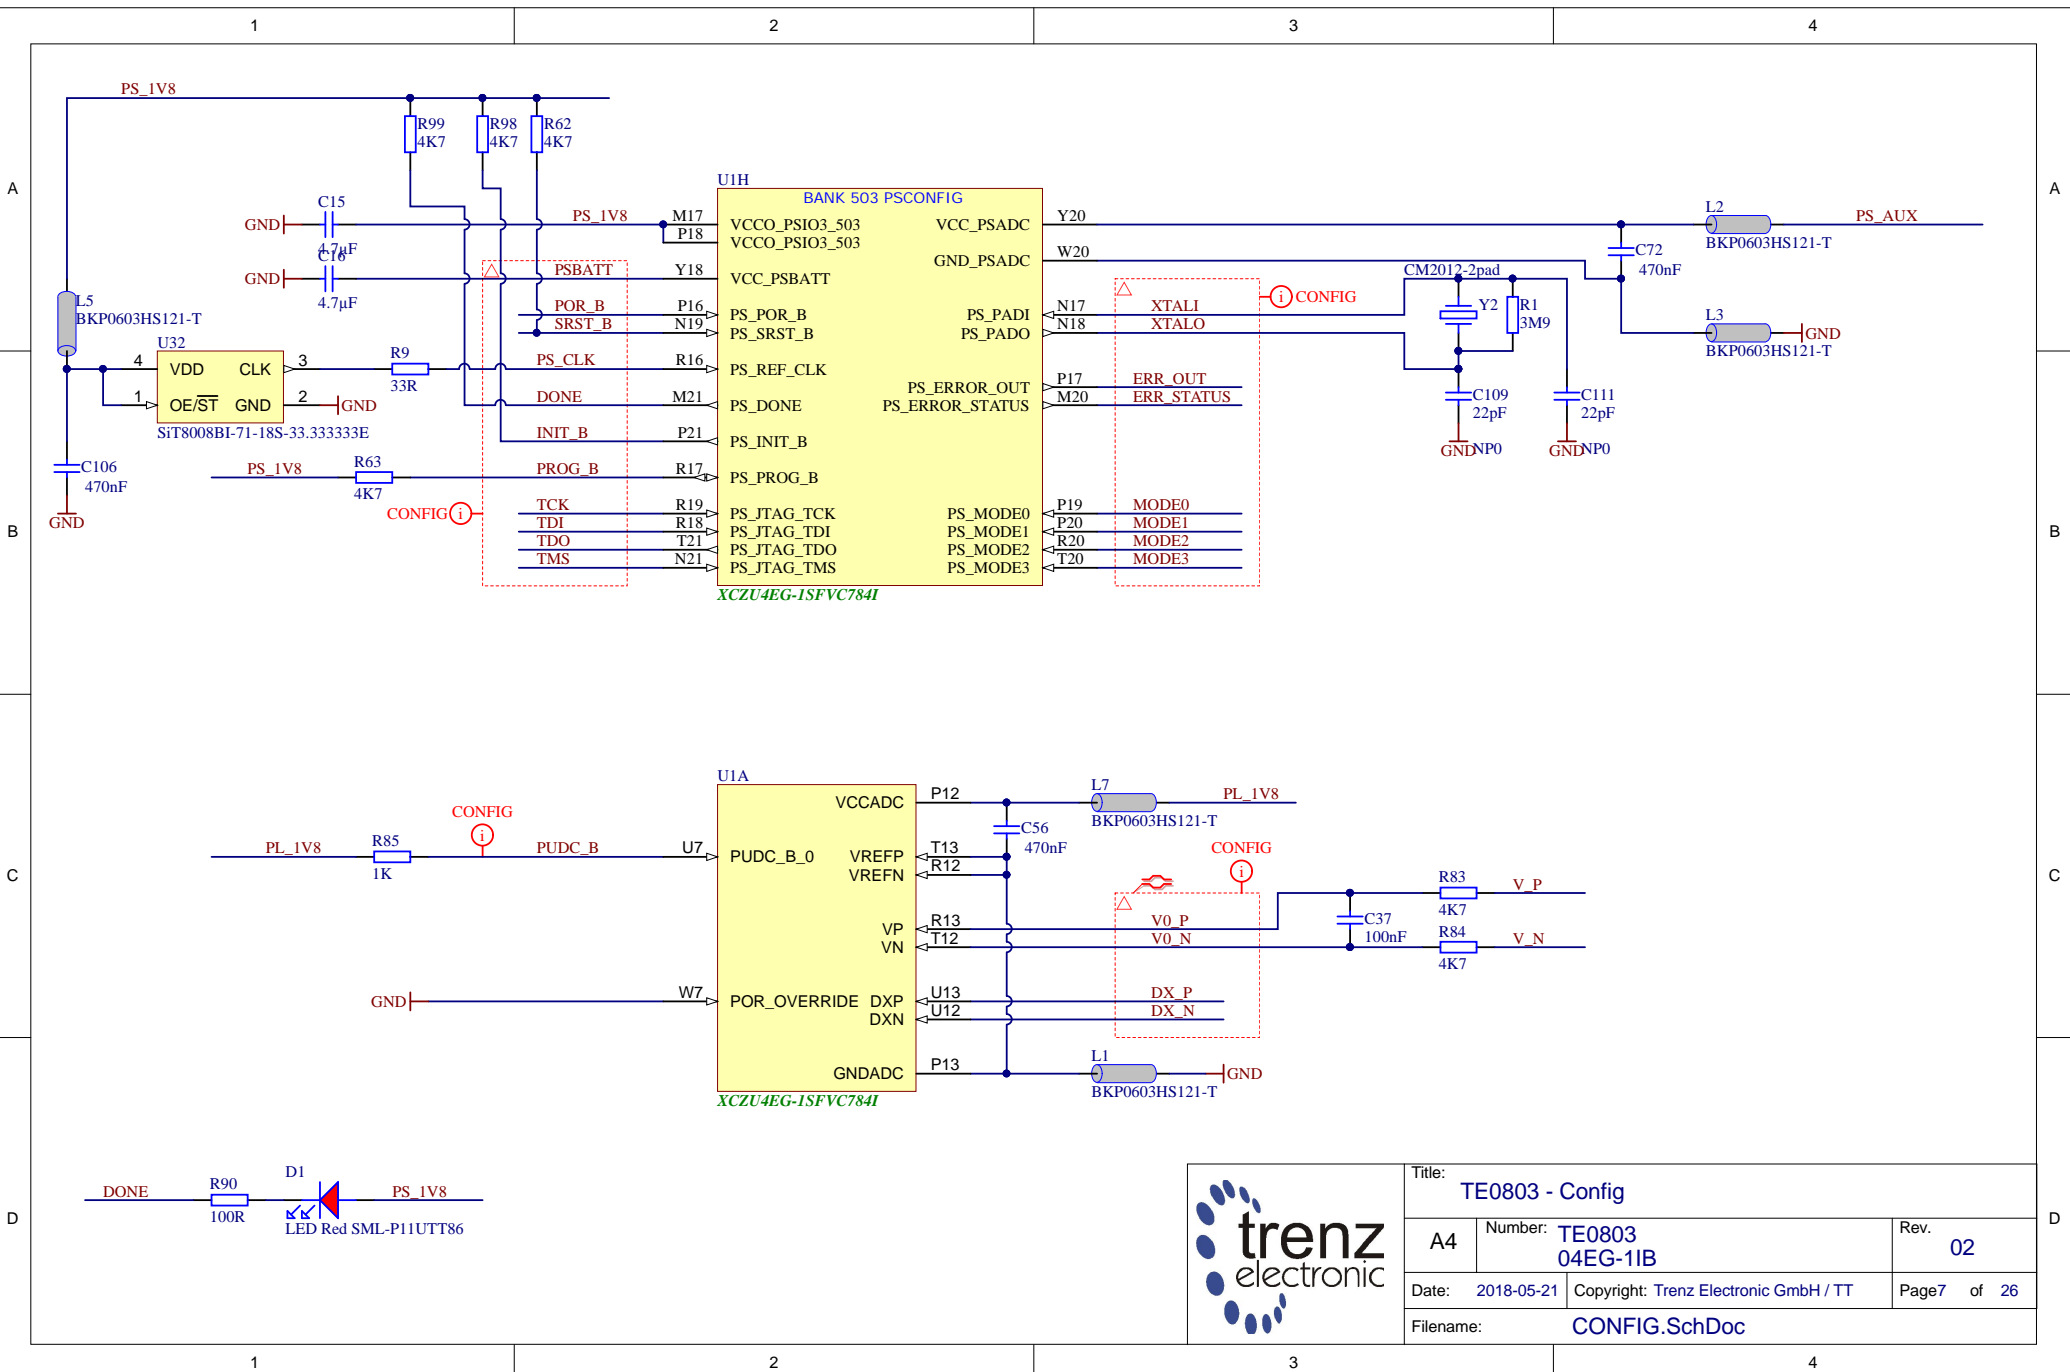 1
2
3
4
A
A
PS_1V8
R99
4K7
R98
4K7
R62
4K7
U1H
BANK 503 PSCONFIG
C15
GND
4.7µF
PS_1V8
M17
P18
VCCO_PSIO3_503
VCCO_PSIO3_503
C16
GND
4.7µF
PSBATT
Y18
VCC_PSBATT
POR_B
P16
PS_POR_B
SRST_B
N19
PS_SRST_B
PS_CLK
R16
PS_REF_CLK
DONE
M21
PS_DONE
INIT_B
P21
PS_INIT_B
PROG_B
R17
PS_PROG_B
TCK
R19
PS_JTAG_TCK
TDI
R18
PS_JTAG_TDI
TDO
T21
PS_JTAG_TDO
TMS
N21
PS_JTAG_TMS
VCC_PSADC
Y20
GND_PSADC
W20
PS_PADI
N17
XTALI
PS_PADO
N18
XTALO
PS_ERROR_OUT
P17
ERR_OUT
PS_ERROR_STATUS
M20
ERR_STATUS
PS_MODE0
P19
MODE0
PS_MODE1
P20
MODE1
PS_MODE2
R20
MODE2
PS_MODE3
T20
MODE3
XCZU4EG-1SFVC784I
L5
BKP0603HS121-T
U32
4
VDD
CLK
3
1
OE/ST
GND
2
GND
SiT8008BI-71-18S-33.333333E
R9
33R
C106
470nF
GND
PS_1V8
R63
4K7
CONFIG
i
i
CONFIG
CM2012-2pad
Y2
R1
3M9
C109
22pF
GND
NP0
C111
22pF
GND
NP0
L2
BKP0603HS121-T
PS_AUX
C72
470nF
L3
BKP0603HS121-T
GND
B
B
U1A
CONFIG
i
PL_1V8
R85
1K
PUDC_B
U7
PUDC_B_0
GND
W7
POR_OVERRIDE
VCCADC
P12
VREFP
T13
VREFN
R12
VP
R13
V0_P
VN
T12
V0_N
DXP
U13
DX_P
DXN
U12
DX_N
GNDADC
P13
XCZU4EG-1SFVC784I
L7
BKP0603HS121-T
PL_1V8
C56
470nF
CONFIG
i
C37
100nF
R83
4K7
V_P
R84
4K7
V_N
L1
BKP0603HS121-T
GND
C
C
DONE
R90
100R
D1
PS_1V8
LED Red SML-P11UTT86
D
D
trenz
electronic
Title:
TE0803 - Config
A4
Number: TE0803
04EG-1IB
Rev.
02
Date: 2018-05-21
Copyright: Trenz Electronic GmbH / TT
Page7 of 26
Filename: CONFIG.SchDoc
1
2
3
4